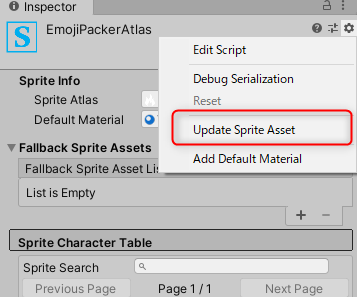 Inspector
EmojiPackerAtlas
Edit Script
Debug Serialization
Reset
Update Sprite Asset
Add Default Material
Sprite Info
Sprite Atlas
Default Material
Fallback Sprite Assets
Fallback Sprite Asset Lis
List is Empty
Sprite Character Table
Sprite Search
Previous Page
Page 1 / 1
Next Page